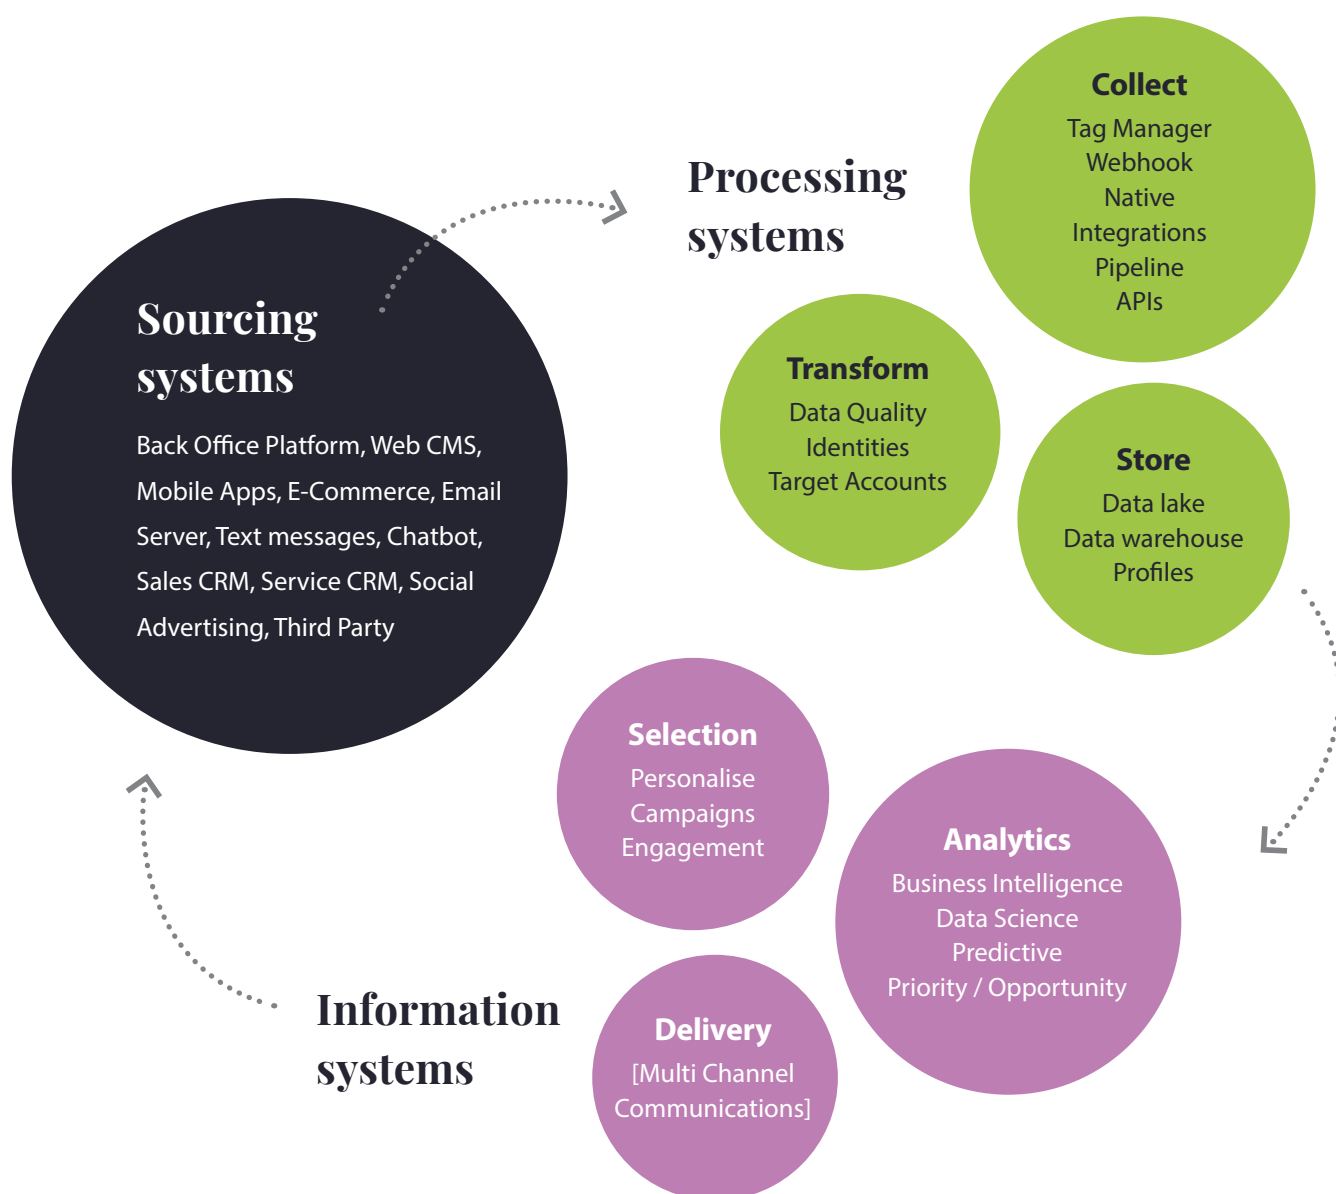 Sourcing
systems
Back Office Platform, Web CMS,
Mobile Apps, E-Commerce, Email
Server, Text messages, Chatbot,
Sales CRM, Service CRM, Social
Advertising, Third Party
Processing
systems
Collect
Tag Manager
Webhook
Native
Integrations
Pipeline
APIs
Transform
Data Quality
Identities
Target Accounts
Store
Data lake
Data warehouse
Profiles
Information
systems
Selection
Personalise
Campaigns
Engagement
Analytics
Business Intelligence
Data Science
Predictive
Priority / Opportunity
Delivery
[Multi Channel
Communications]